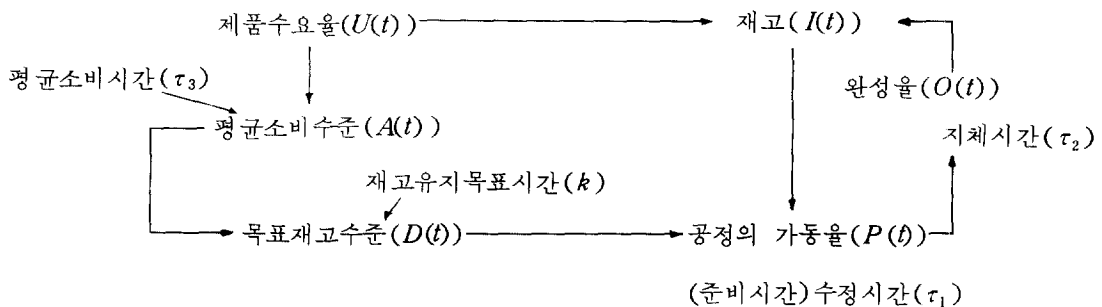 제품수요율(U(t))
재고(I(t))
평균소비시간(τ₃)
완성율(O(t))
평균소비수준(A(t))
지체시간(τ₂)
재고유지목표시간(k)
목표재고수준(D(t))
공정의 가동율(P(t))
(준비시간)수정시간(τ₁)